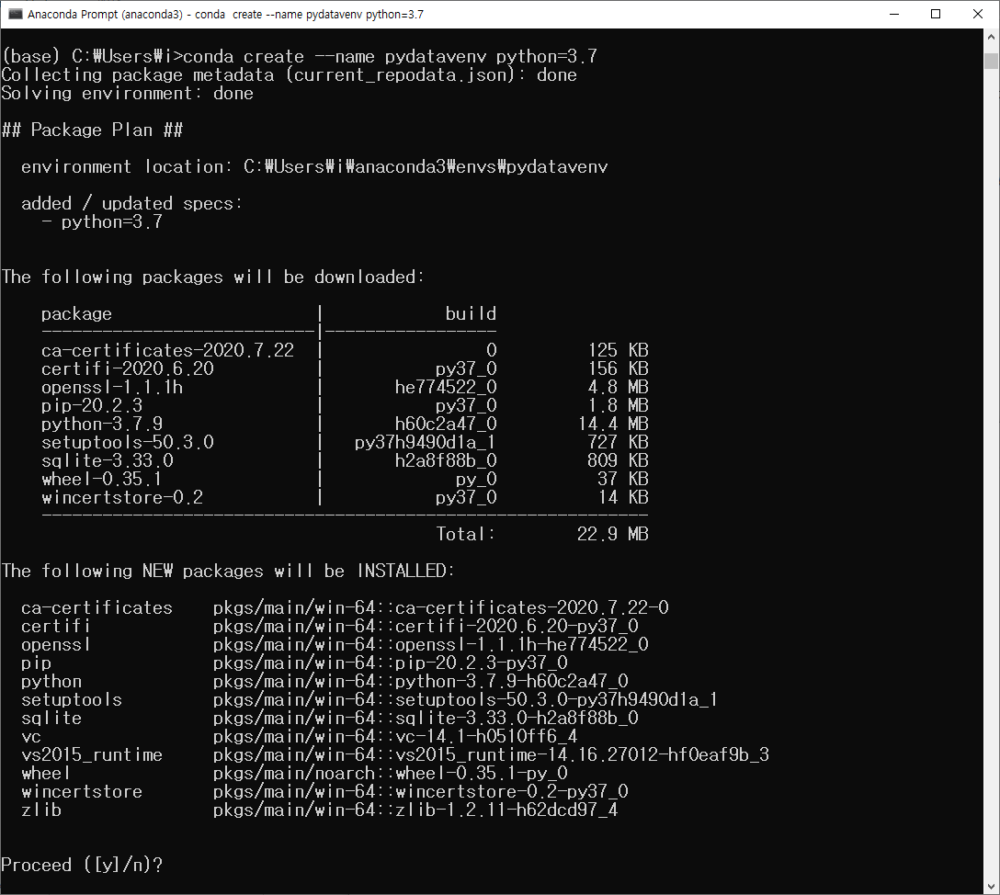 Anaconda Prompt (anaconda3) - conda  create --name pydatavenv python=3.7
(base) C:₩Users₩i>conda create --name pydatavenv python=3.7
Collecting package metadata (current_repodata.json): done
Solving environment: done
## Package Plan ##
environment location: C:₩Users₩i₩anaconda3₩envs₩pydatavenv
added / updated specs:
- python=3.7
The following packages will be downloaded:
package | build
---------------------------|-----------------
ca-certificates-2020.7.22 | 0 125 KB
certifi-2020.6.20 | py37_0 156 KB
openssl-1.1.1h | he774522_0 4.8 MB
pip-20.2.3 | py37_0 1.8 MB
python-3.7.9 | h60c2a47_0 14.4 MB
setuptools-50.3.0 | py37h9490d1a_1 727 KB
sqlite-3.33.0 | h2a8f88b_0 809 KB
wheel-0.35.1 | py_0 37 KB
wincertstore-0.2 | py37_0 14 KB
------------------------------------------------------------
Total: 22.9 MB
The following NEW packages will be INSTALLED:
ca-certificates pkgs/main/win-64::ca-certificates-2020.7.22-0
certifi pkgs/main/win-64::certifi-2020.6.20-py37_0
openssl pkgs/main/win-64::openssl-1.1.1h-he774522_0
pip pkgs/main/win-64::pip-20.2.3-py37_0
python pkgs/main/win-64::python-3.7.9-h60c2a47_0
setuptools pkgs/main/win-64::setuptools-50.3.0-py37h9490d1a_1
sqlite pkgs/main/win-64::sqlite-3.33.0-h2a8f88b_0
vc pkgs/main/win-64::vc-14.1-h0510ff6_4
vs2015_runtime pkgs/main/win-64::vs2015_runtime-14.16.27012-hf0eaf9b_3
wheel pkgs/main/noarch::wheel-0.35.1-py_0
wincertstore pkgs/main/win-64::wincertstore-0.2-py37_0
zlib pkgs/main/win-64::zlib-1.2.11-h62dcd97_4
Proceed ([y]/n)?